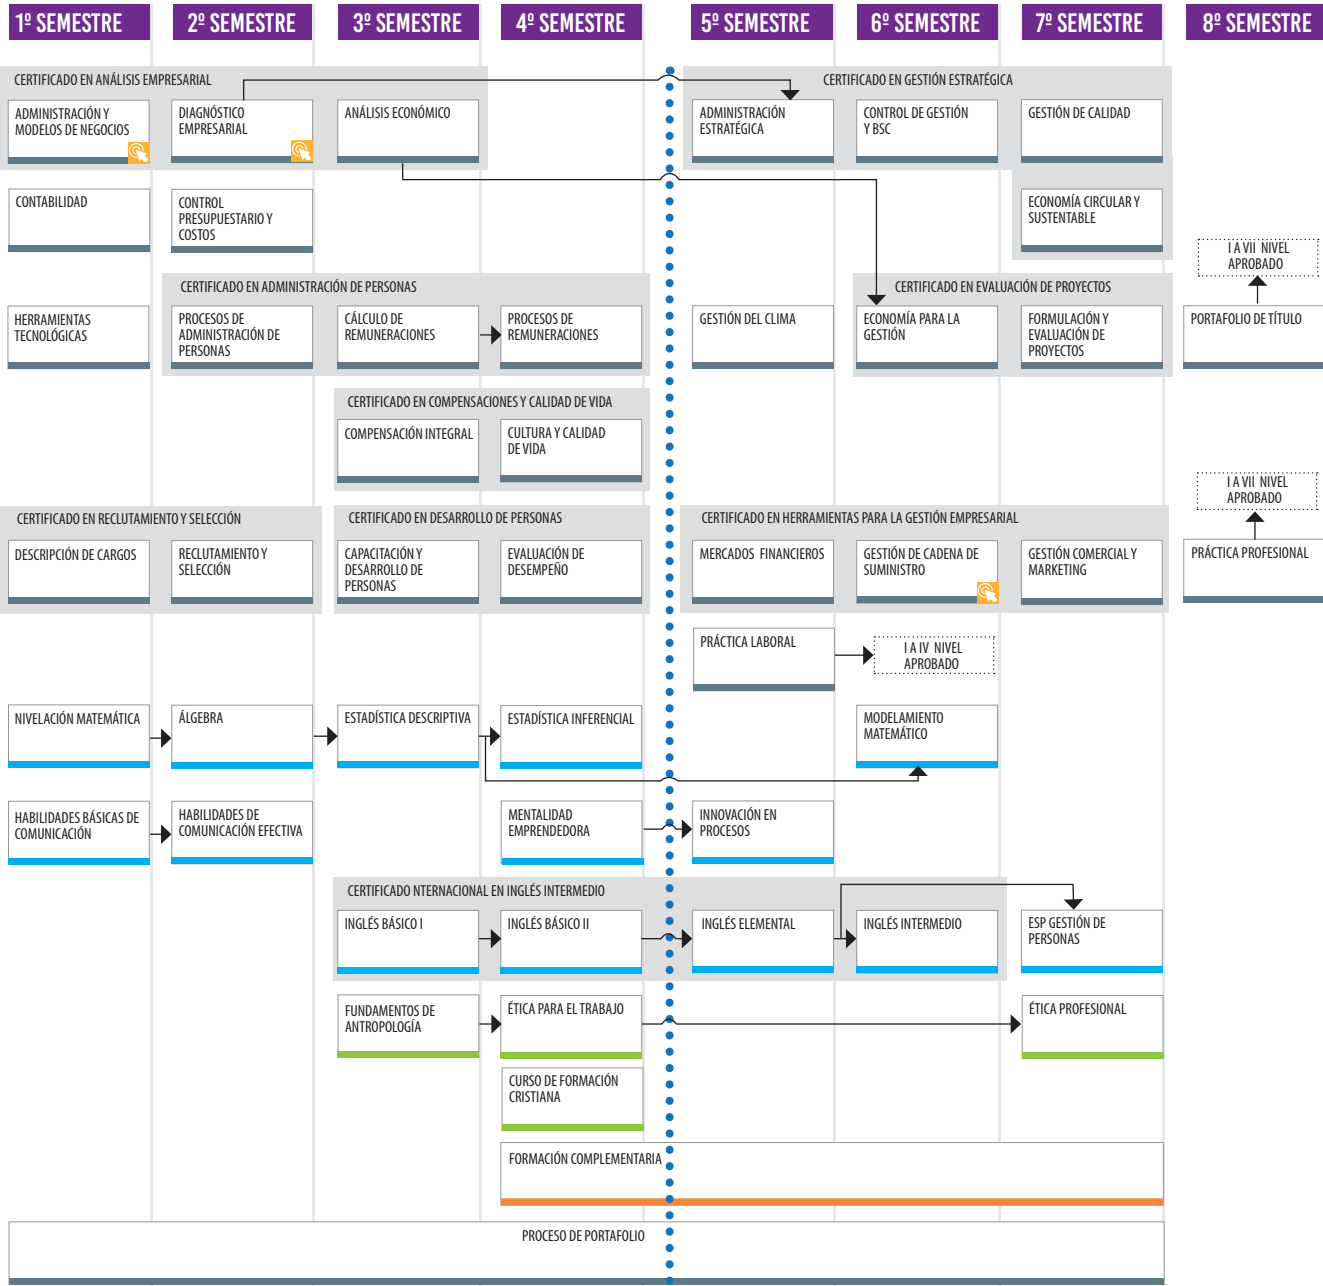 1º SEMESTRE
2º SEMESTRE
3º SEMESTRE
4º SEMESTRE
5º SEMESTRE
6º SEMESTRE
7º SEMESTRE
8º SEMESTRE
CERTIFICADO EN ANÁLISIS EMPRESARIAL
CERTIFICADO EN GESTIÓN ESTRATÉGICA
ADMINISTRACIÓN Y
MODELOS DE NEGOCIOS
DIAGNÓSTICO
EMPRESARIAL
ANÁLISIS ECONÓMICO
ADMINISTRACIÓN
ESTRATÉGICA
CONTROL DE GESTIÓN
Y BSC
GESTIÓN DE CALIDAD
CONTABILIDAD
CONTROL
PRESUPUESTARIO Y
COSTOS
ECONOMÍA CIRCULAR Y
SUSTENTABLE
I A VII NIVEL
APROBADO
CERTIFICADO EN ADMINISTRACIÓN DE PERSONAS
CERTIFICADO EN EVALUACIÓN DE PROYECTOS
HERRAMIENTAS
TECNOLÓGICAS
PROCESOS DE
ADMINISTRACIÓN DE
PERSONAS
CÁLCULO DE
REMUNERACIONES
PROCESOS DE
REMUNERACIONES
GESTIÓN DEL CLIMA
ECONOMÍA PARA LA
GESTIÓN
FORMULACIÓN Y
EVALUACIÓN DE
PROYECTOS
PORTAFOLIO DE TÍTULO
CERTIFICADO EN COMPENSACIONES Y CALIDAD DE VIDA
COMPENSACIÓN INTEGRAL
CULTURA Y CALIDAD
DE VIDA
I A VII NIVEL
APROBADO
CERTIFICADO EN RECLUTAMIENTO Y SELECCIÓN
CERTIFICADO EN DESARROLLO DE PERSONAS
CERTIFICADO EN HERRAMIENTAS PARA LA GESTIÓN EMPRESARIAL
DESCRIPCIÓN DE CARGOS
RECLUTAMIENTO Y
SELECCIÓN
CAPACITACIÓN Y
DESARROLLO DE
PERSONAS
EVALUACIÓN DE
DESEMPEÑO
MERCADOS FINANCIEROS
GESTIÓN DE CADENA DE
SUMINISTRO
GESTIÓN COMERCIAL Y
MARKETING
PRÁCTICA PROFESIONAL
PRÁCTICA LABORAL
I A IV NIVEL
APROBADO
NIVELACIÓN MATEMÁTICA
ÁLGEBRA
ESTADÍSTICA DESCRIPTIVA
ESTADÍSTICA INFERENCIAL
MODELAMIENTO
MATEMÁTICO
HABILIDADES BÁSICAS DE
COMUNICACIÓN
HABILIDADES DE
COMUNICACIÓN EFECTIVA
MENTALIDAD
EMPRENDEDORA
INNOVACIÓN EN
PROCESOS
CERTIFICADO NTERNACIONAL EN INGLÉS INTERMEDIO
INGLÉS BÁSICO I
INGLÉS BÁSICO II
INGLÉS ELEMENTAL
INGLÉS INTERMEDIO
ESP GESTIÓN DE
PERSONAS
FUNDAMENTOS DE
ANTROPOLOGÍA
ÉTICA PARA EL TRABAJO
ÉTICA PROFESIONAL
CURSO DE FORMACIÓN
CRISTIANA
FORMACIÓN COMPLEMENTARIA
PROCESO DE PORTAFOLIO